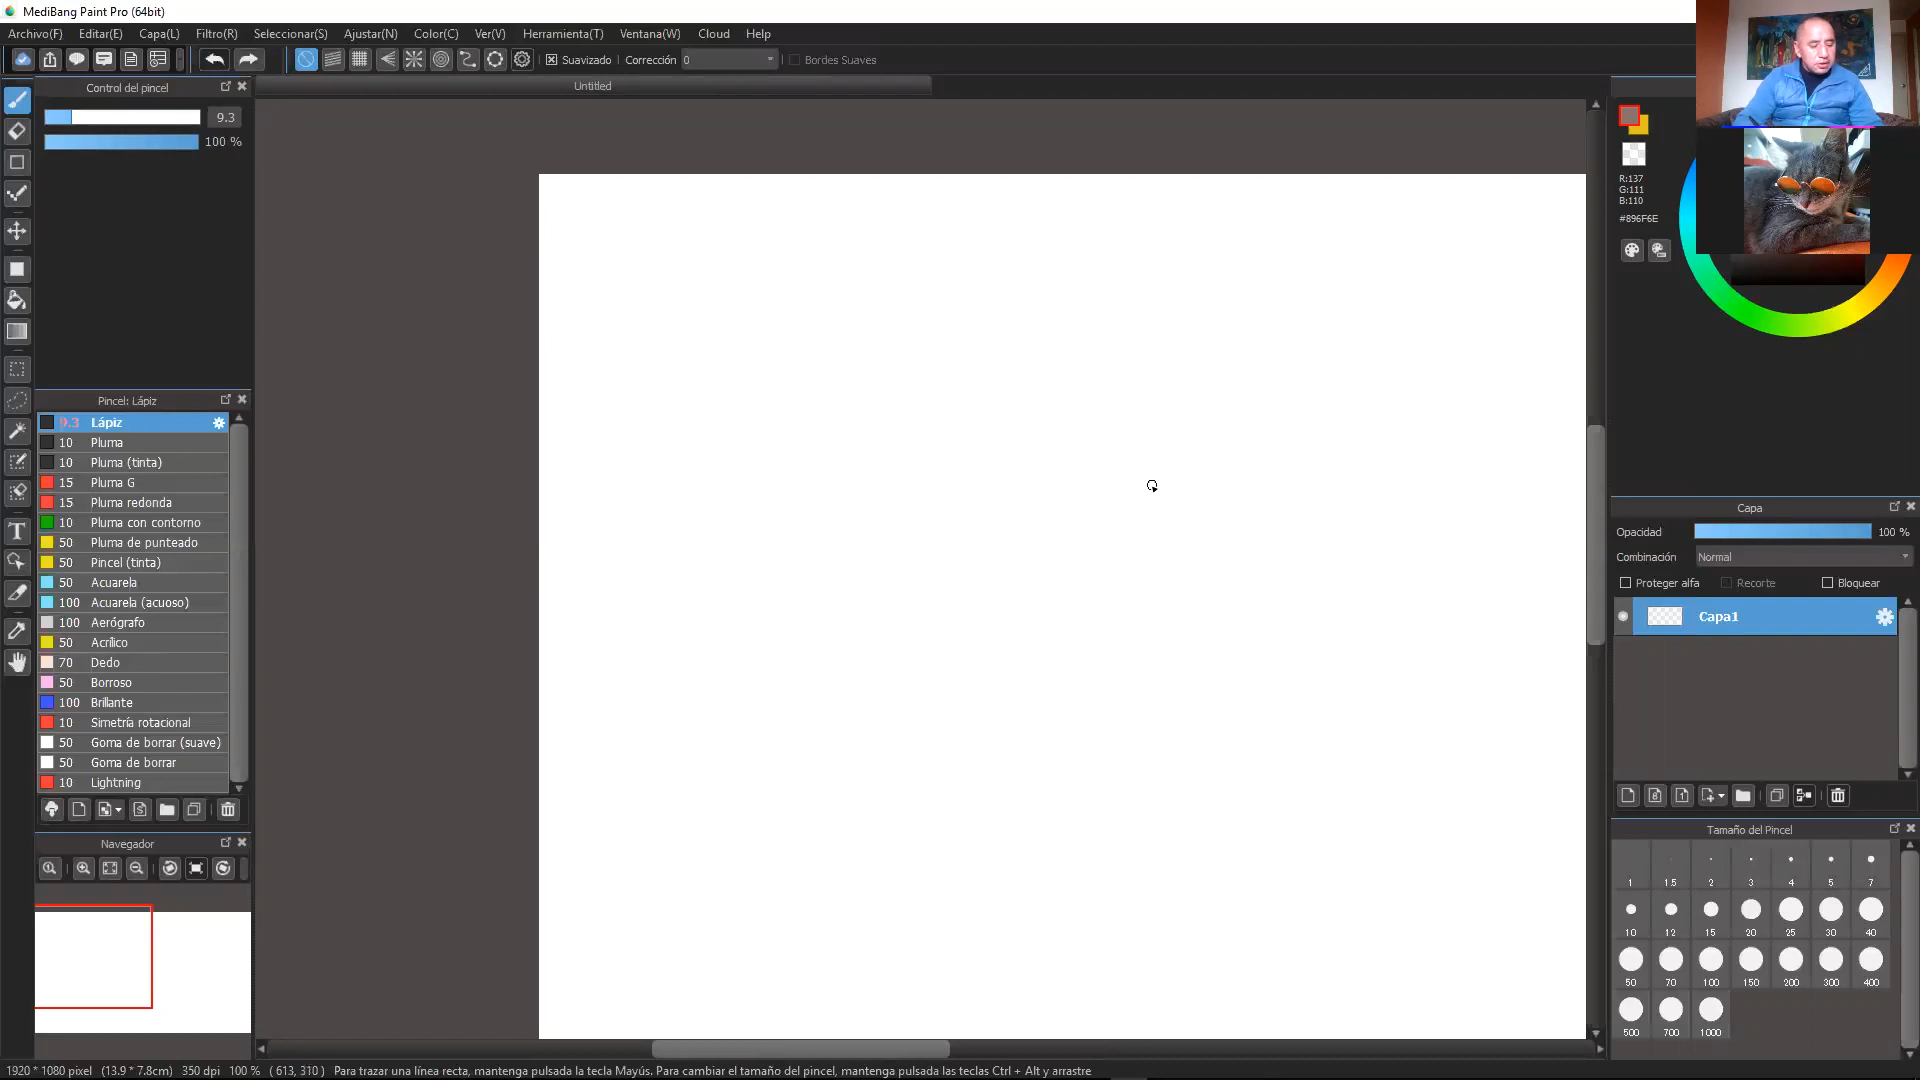 MediBang Paint Pro (64bit)
Archivo(F) Editar(E) Capa(L) Filtro(R) Seleccionar(S) Ajustar(N) Color(C) Ver(V) Herramienta(T) Ventana(W) Cloud Help
Suavizado Corrección 0 Bordes Suaves
Control del pincel
Untitled
9.3
100 %
R:137
G:111
B:110
#896F6E
Pincel: Lápiz
9.3 Lápiz
10 Pluma
10 Pluma (tinta)
15 Pluma G
15 Pluma redonda
10 Pluma con contorno
50 Pluma de punteado
50 Pincel (tinta)
50 Acuarela
100 Acuarela (acuoso)
100 Aerógrafo
50 Acrílico
70 Dedo
50 Borroso
100 Brillante
10 Simetría rotacional
50 Goma de borrar (suave)
50 Goma de borrar
10 Lightning
Navegador
Capa
Opacidad 100 %
Combinación Normal
Proteger alfa Recorte Bloquear
Capa1
Tamaño del Pincel
1 1.5 2 3 4 5 7
10 12 15 20 25 30 40
50 70 100 150 200 300 400
500 700 1000
1920 * 1080 pixel (13.9 * 7.8cm) 350 dpi 100 % ( 613, 310 ) Para trazar una línea recta, mantenga pulsada la tecla Mayús. Para cambiar el tamaño del pincel, mantenga pulsada las teclas Ctrl + Alt y arrastre